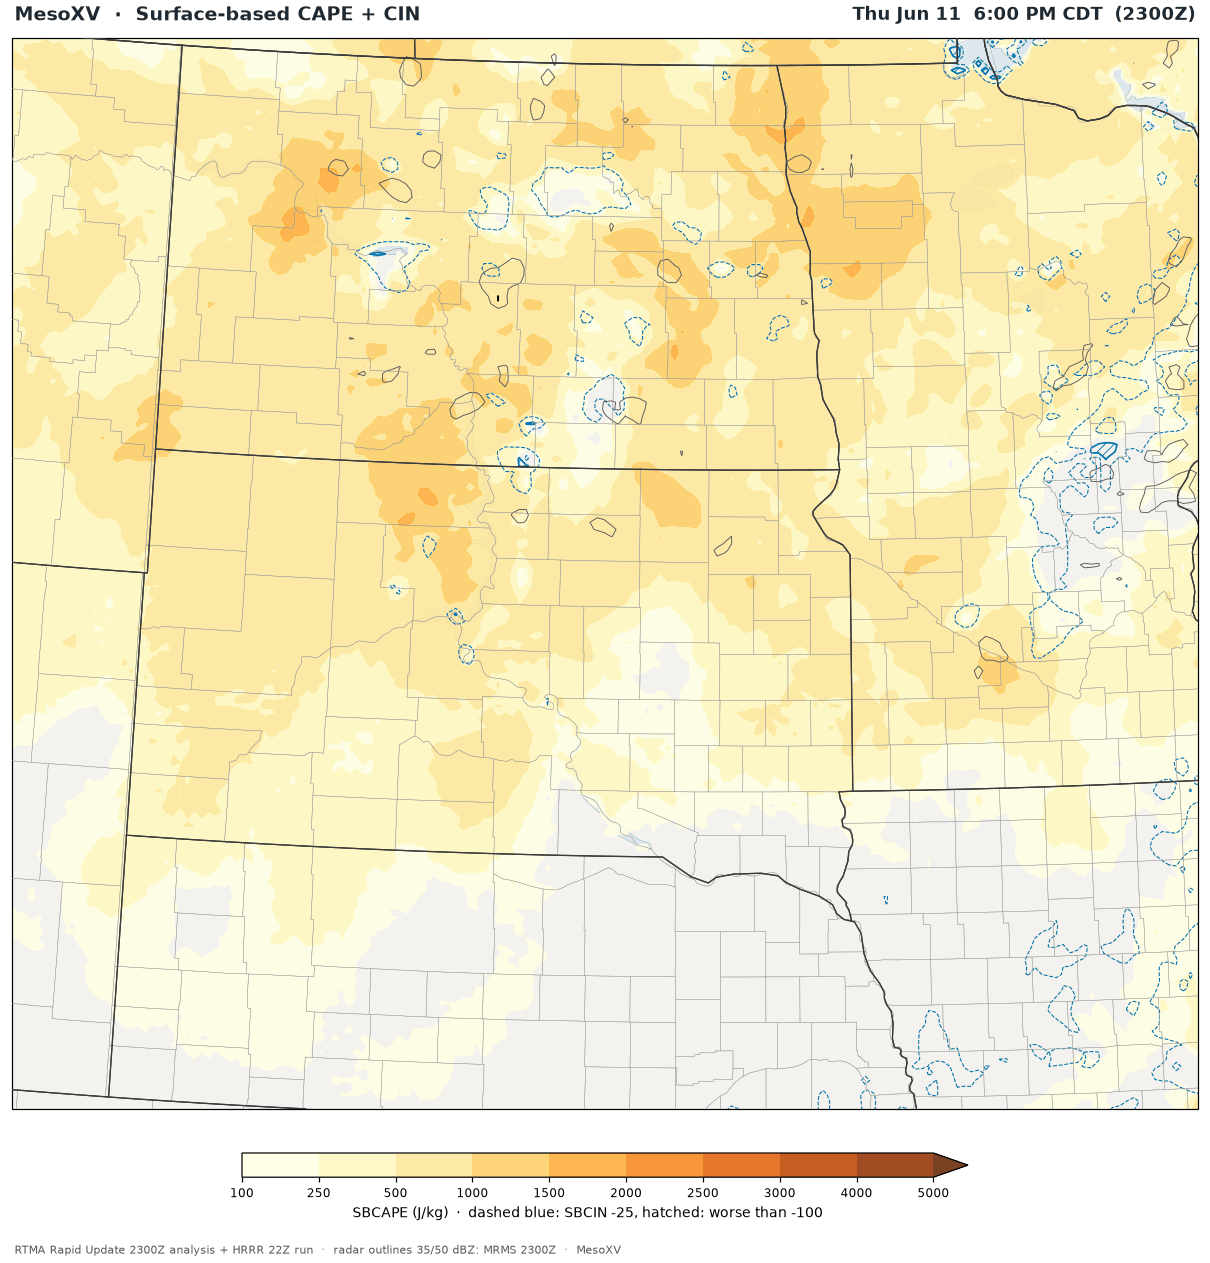 MesoXV · Surface-based CAPE + CIN
Thu Jun 11 6:00 PM CDT (2300Z)
100 250 500 1000 1500 2000 2500 3000 4000 5000
SBCAPE (J/kg) · dashed blue: SBCIN -25, hatched: worse than -100
RTMA Rapid Update 2300Z analysis + HRRR 22Z run · radar outlines 35/50 dBZ: MRMS 2300Z · MesoXV